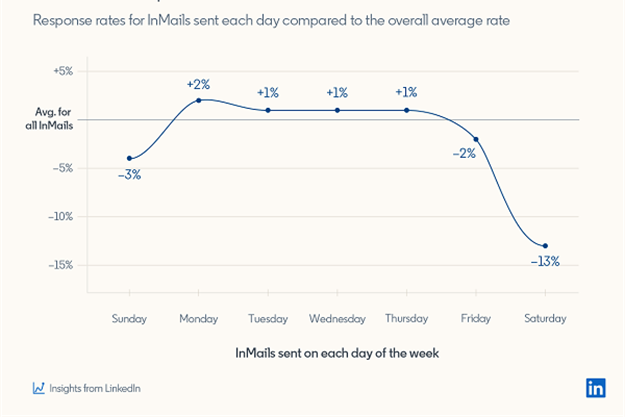 Response rates for InMails sent each day compared to the overall average rate
+5%
+2%
+1%
+1%
+1%
Avg. for
all InMails
−2%
−3%
−5%
−10%
−13%
−15%
Sunday Monday Tuesday Wednesday Thursday Friday Saturday
InMails sent on each day of the week
Insights from LinkedIn
in